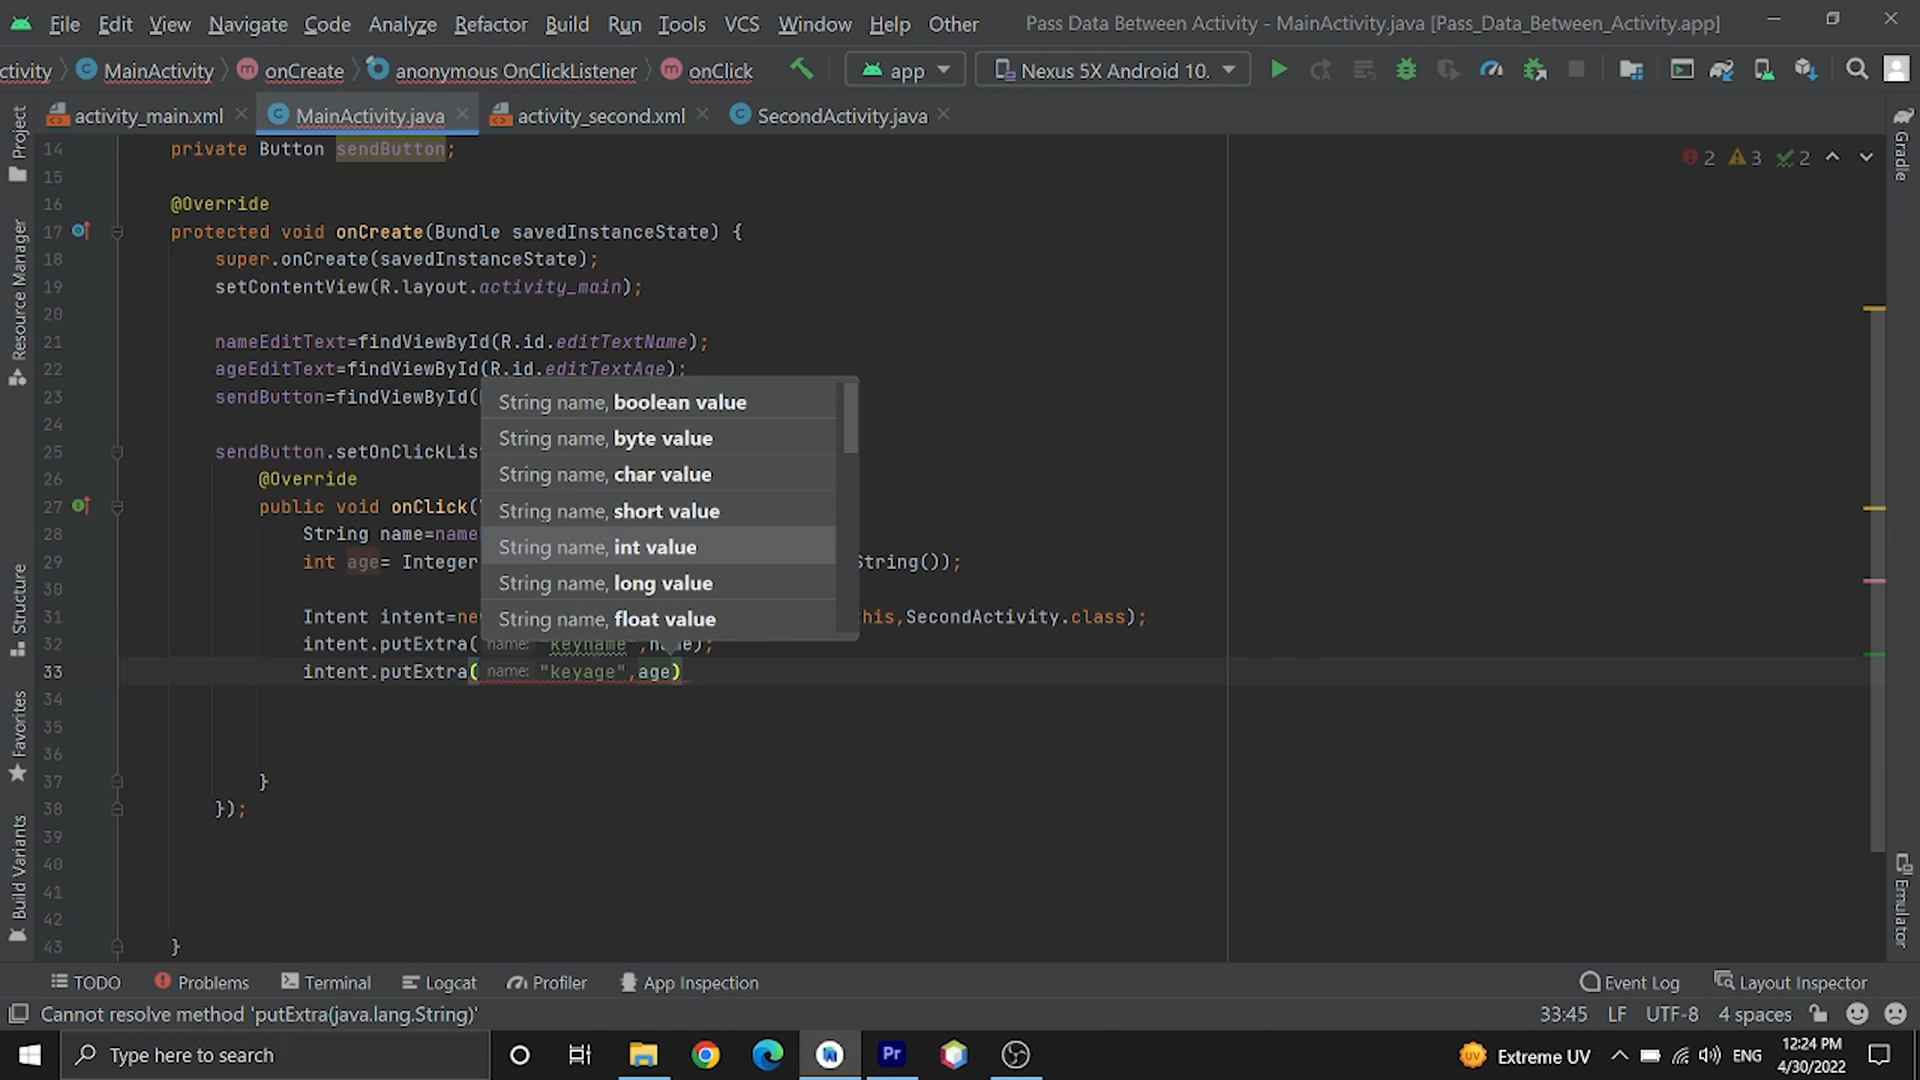 File Edit View Navigate Code Analyze Refactor Build Run Tools VCS Window Help Other Pass Data Between Activity - MainActivity.java [Pass_Data_Between_Activity.app]
ctivity MainActivity onCreate anonymous OnClickListener onClick app Nexus 5X Android 10.
activity_main.xml MainActivity.java activity_second.xml SecondActivity.java
Project
Resource Manager
Structure
Favorites
Build Variants
Gradle
Emulator
2 3 2
14 private Button sendButton;
15
16 @Override
17 protected void onCreate(Bundle savedInstanceState) {
18 super.onCreate(savedInstanceState);
19 setContentView(R.layout.activity_main);
20
21 nameEditText=findViewById(R.id.editTextName);
22 ageEditText=findViewById(R.id.editTextAge);
23 sendButton=findViewById(
24
25 sendButton.setOnClickLis
26 @Override
27 public void onClick(
28 String name=name
29 int age= Integer String());
30
31 Intent intent=ne his,SecondActivity.class);
32 intent.putExtra( name: "keyname",name);
33 intent.putExtra( name: "keyage",age)
34
35
36
37 }
38 });
39
40
41
42
43 }
String name, boolean value
String name, byte value
String name, char value
String name, short value
String name, int value
String name, long value
String name, float value
TODO Problems Terminal Logcat Profiler App Inspection Event Log Layout Inspector
Cannot resolve method 'putExtra(java.lang.String)' 33:45 LF UTF-8 4 spaces
Type here to search Pr Extreme UV ENG 12:24 PM
4/30/2022